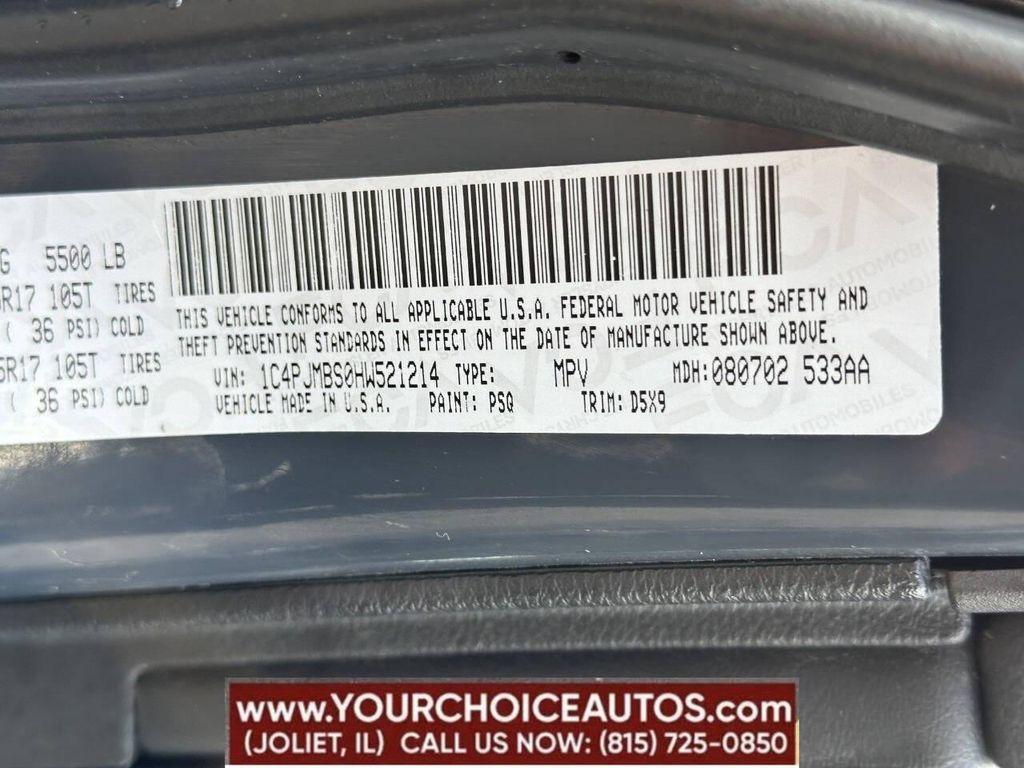 G 5500 LB
5R17 105T TIRES
( 36 PSI) COLD
5R17 105T TIRES
( 36 PSI) COLD
THIS VEHICLE CONFORMS TO ALL APPLICABLE U.S.A. FEDERAL MOTOR VEHICLE SAFETY AND
THEFT PREVENTION STANDARDS IN EFFECT ON THE DATE OF MANUFACTURE SHOWN ABOVE.
VIN: 1C4PJMBS0HW521214 TYPE: MPV MDH:080702 533AA
VEHICLE MADE IN U.S.A. PAINT: PSQ TRIM: D5X9
www.YOURCHOICEAUTOS.com
(JOLIET, IL) CALL US NOW: (815) 725-0850